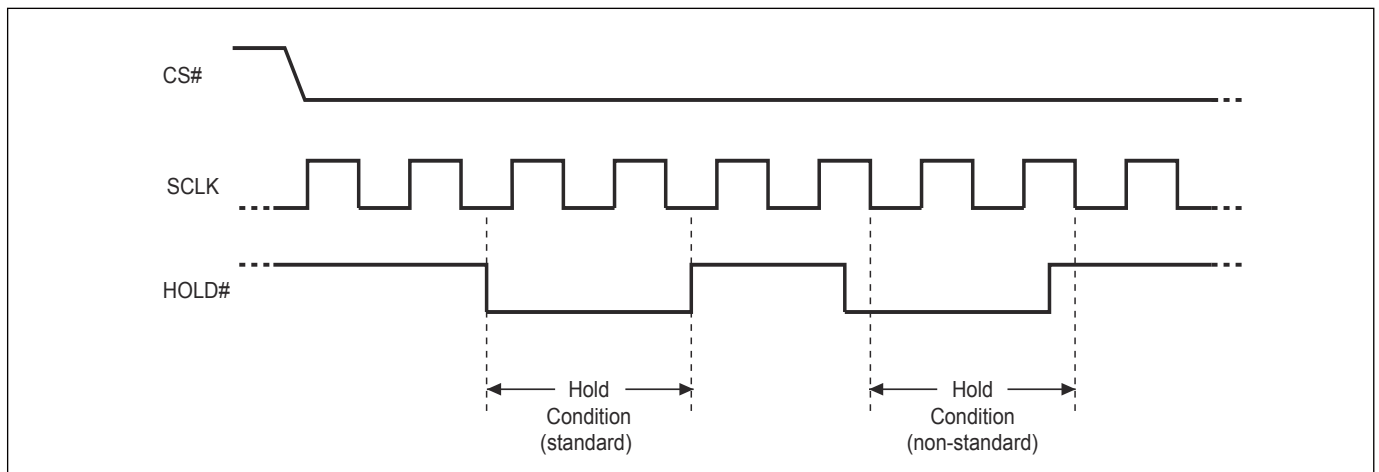 CS#
SCLK
HOLD#
Hold
Condition
(standard)
Hold
Condition
(non-standard)